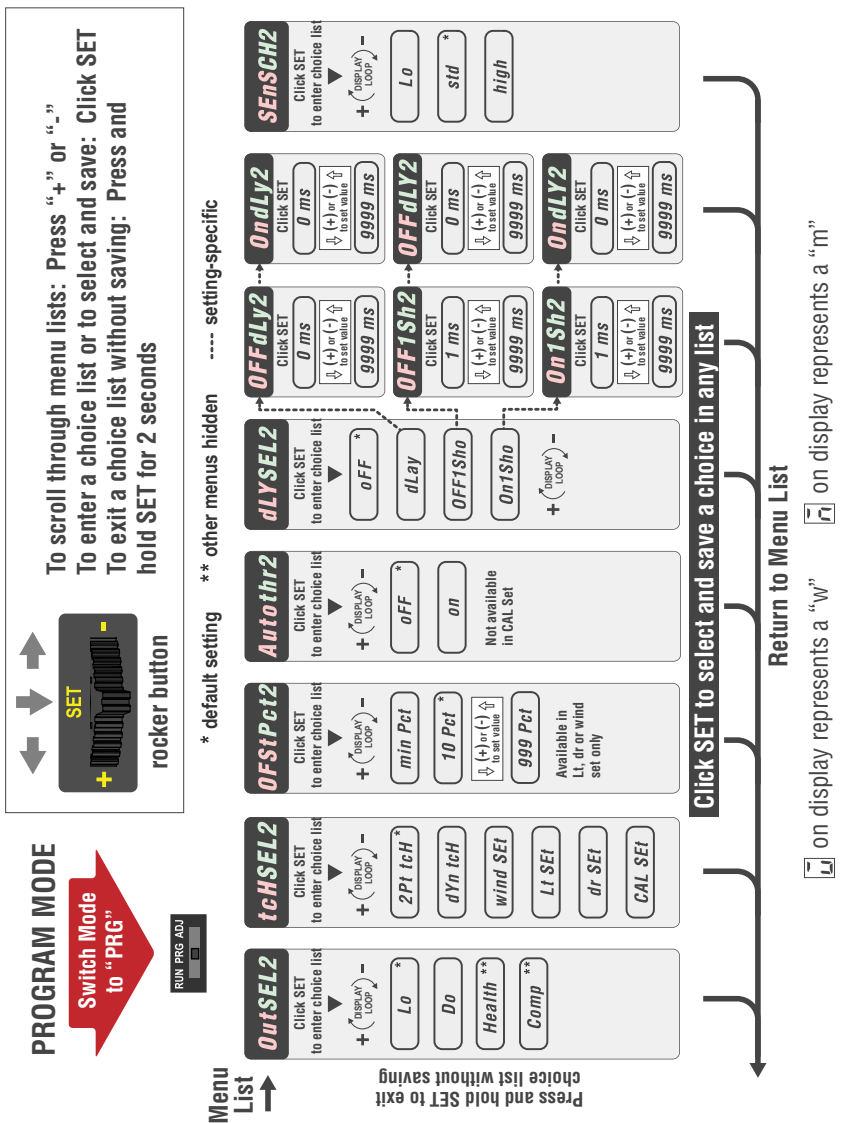 PROGRAM MODE
Switch Mode
to “PRG”
RUN PRG ADJ
+ SET -
rocker button
To scroll through menu lists: Press “+” or “-”
To enter a choice list or to select and save: Click SET
To exit a choice list without saving: Press and
hold SET for 2 seconds
* default setting
** other menus hidden
---- setting-specific
Menu
List
Press and hold SET to exit
choice list without saving
OutSEL2
Click SET
to enter choice list
+ DISPLAY LOOP -
Lo *
Do
Health **
Comp **
tcHSEL2
Click SET
to enter choice list
+ DISPLAY LOOP -
2Pt tcH *
dYn tcH
wind SEt
Lt SEt
dr SEt
CAL SEt
OFStPct2
Click SET
to enter choice list
+ DISPLAY LOOP -
min Pct
10 Pct *
(+) or (-)
to set value
999 Pct
Available in
Lt, dr or wind
set only
Autothr2
Click SET
to enter choice list
+ DISPLAY LOOP -
oFF *
on
Not available
in CAL Set
dLYSEL2
Click SET
to enter choice list
oFF *
dLay
OFF1Sho
On1Sho
+ DISPLAY LOOP -
OFFdLy2
Click SET
0 ms
(+) or (-)
to set value
9999 ms
OndLy2
Click SET
0 ms
(+) or (-)
to set value
9999 ms
OFF1Sh2
Click SET
1 ms
(+) or (-)
to set value
9999 ms
OFFdLY2
Click SET
0 ms
(+) or (-)
to set value
9999 ms
On1Sh2
Click SET
1 ms
(+) or (-)
to set value
9999 ms
OndLY2
Click SET
0 ms
(+) or (-)
to set value
9999 ms
SEnSCH2
Click SET
to enter choice list
+ DISPLAY LOOP -
Lo
std *
high
Click SET to select and save a choice in any list
Return to Menu List
on display represents a “w”
on display represents a “m”